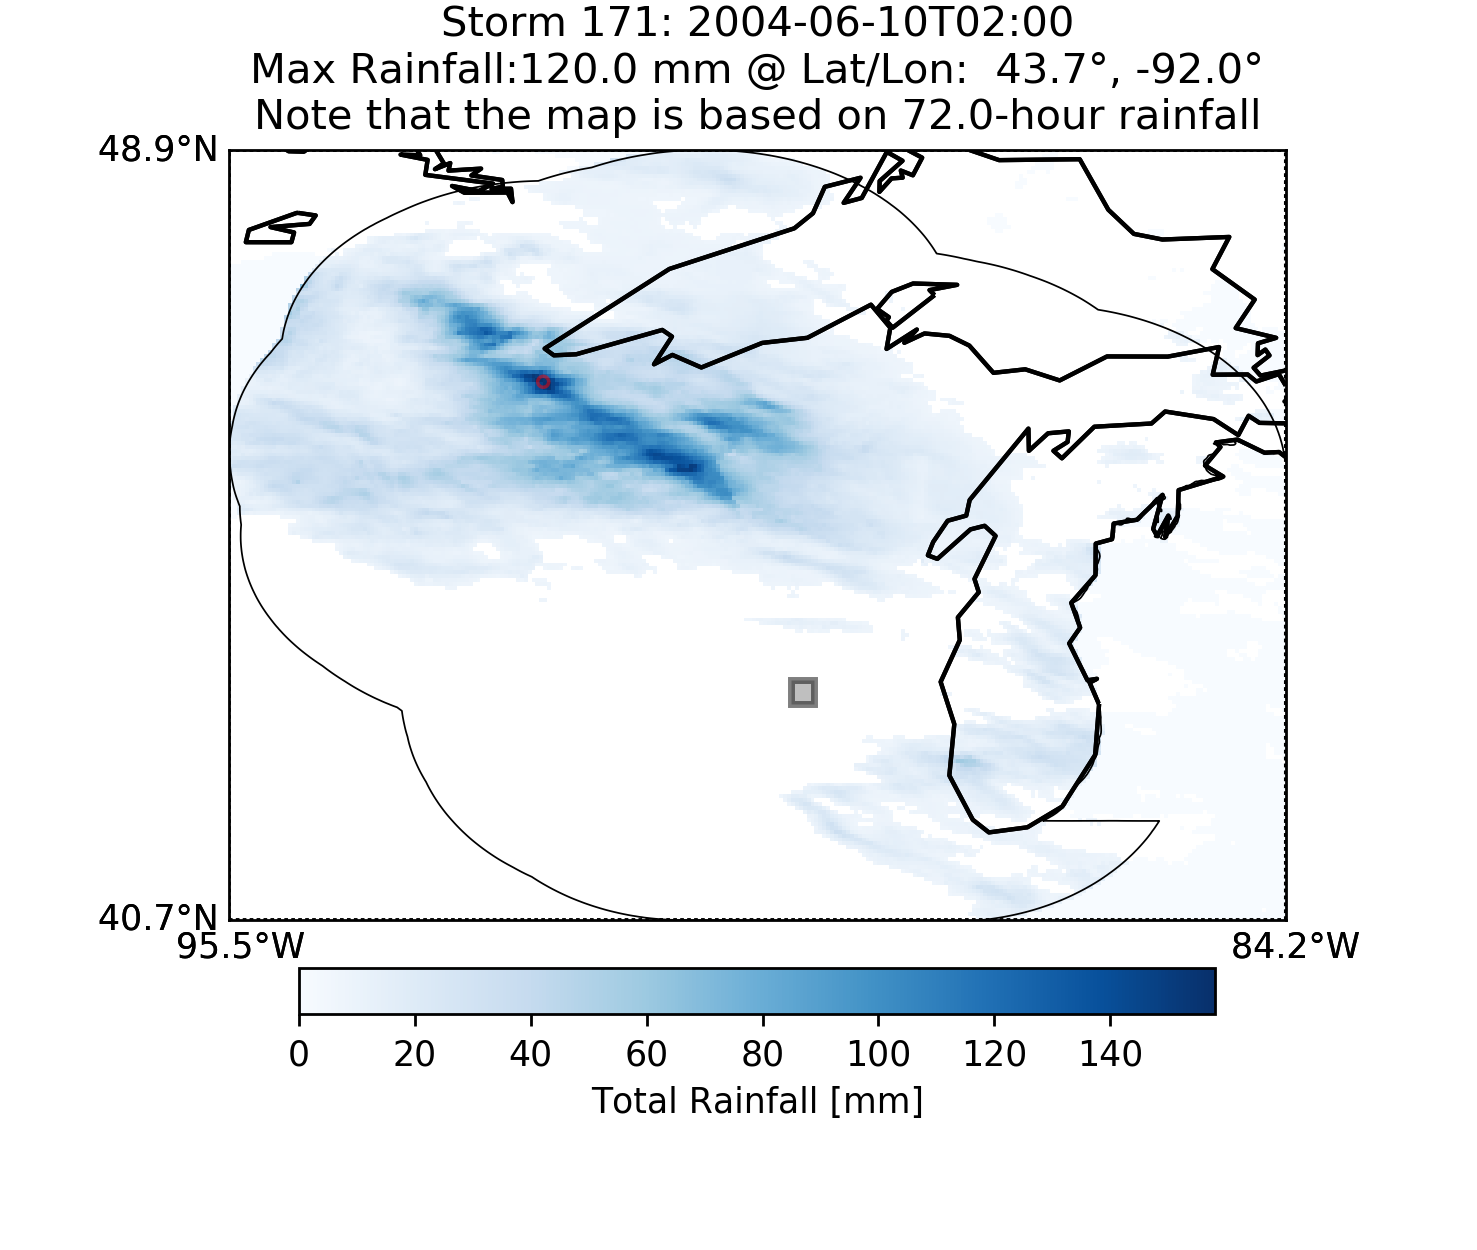 Storm 171: 2004-06-10T02:00
Max Rainfall:120.0 mm @ Lat/Lon:  43.7°, -92.0°
Note that the map is based on 72.0-hour rainfall
48.9°N
40.7°N
95.5°W 84.2°W
0 20 40 60 80 100 120 140
Total Rainfall [mm]